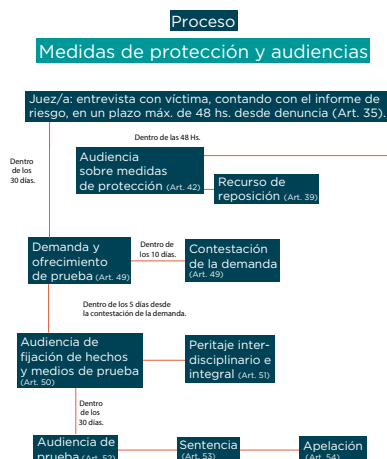 Proceso
Medidas de protección y audiencias
Juez/a: entrevista con víctima, contando con el informe de
riesgo, en un plazo máx. de 48 hs. desde denuncia (Art. 35).
Dentro de las 48 Hs.
Dentro
de los
30 días.
Audiencia
sobre medidas
de protección (Art. 42)
Recurso de
reposición (Art. 39)
Demanda y
ofrecimiento
de prueba (Art. 49)
Dentro de
los 10 días.
Contestación
de la demanda
(Art. 49)
Dentro de los 5 días desde
la contestación de la demanda.
Audiencia de
fijación de hechos
y medios de prueba
(Art. 50)
Peritaje inter-
disciplinario e
integral (Art. 51)
Dentro
de los
30 días.
Audiencia de
prueba (Art. 52)
Sentencia
(Art. 53)
Apelación
(Art. 54)